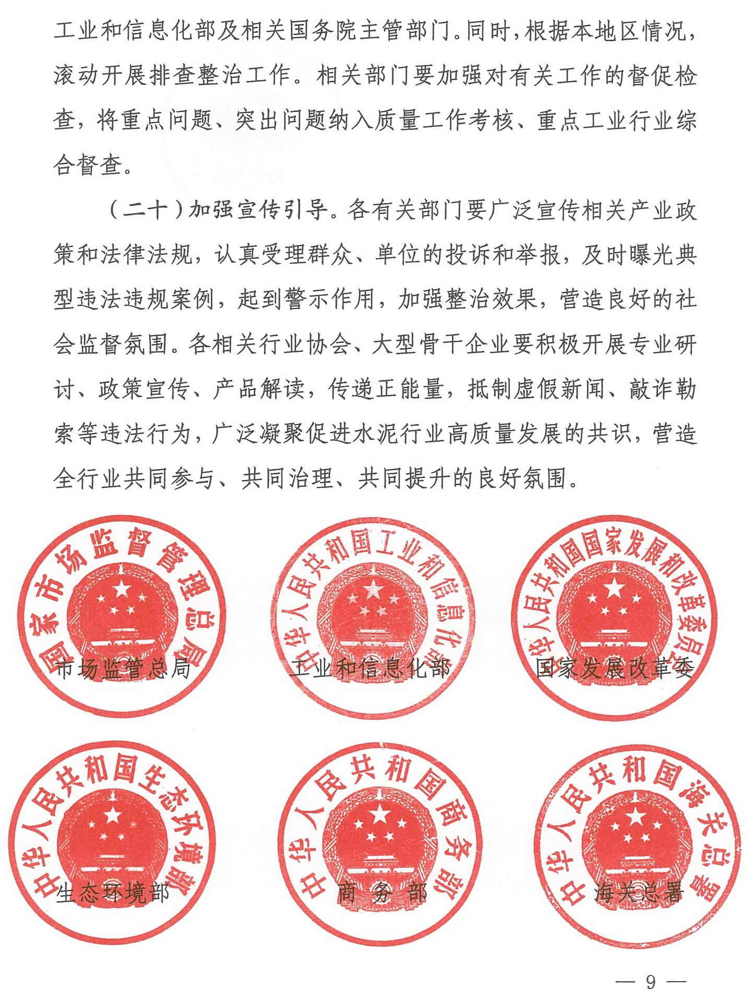 工业和信息化部及相关国务院主管部门。同时，根据本地区情况，
滚动开展排查整治工作。相关部门要加强对有关工作的督促检
查，将重点问题、突出问题纳入质量工作考核、重点工业行业综
合督查。
（二十）加强宣传引导。各有关部门要广泛宣传相关产业政
策和法律法规，认真受理群众、单位的投诉和举报，及时曝光典
型违法违规案例，起到警示作用，加强整治效果，营造良好的社
会监督氛围。各相关行业协会、大型骨干企业要积极开展专业研
讨、政策宣传、产品解读，传递正能量，抵制虚假新闻、敲诈勒
索等违法行为，广泛凝聚促进水泥行业高质量发展的共识，营造
全行业共同参与、共同治理、共同提升的良好氛围。
国家市场监督管理总局
市场监管总局
中华人民共和国工业和信息化部
工业和信息化部
中华人民共和国国家发展和改革委员会
国家发展改革委
中华人民共和国生态环境部
生态环境部
中华人民共和国商务部
商务部
中华人民共和国海关总署
海关总署
— 9 —